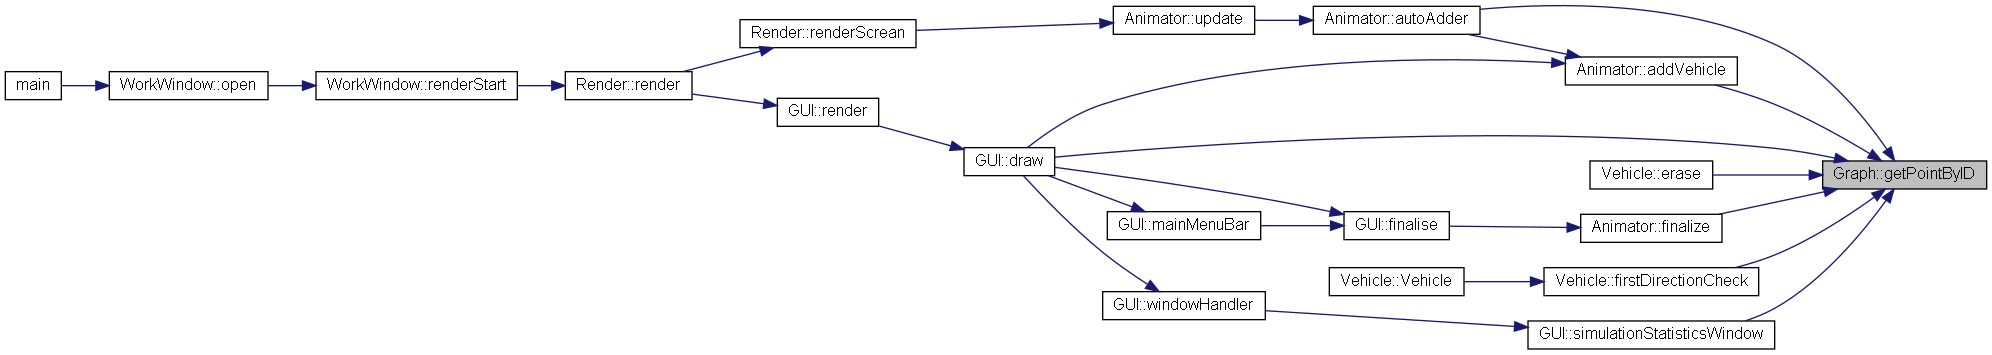 Animator::update
Animator::autoAdder
Render::renderScrean
Animator::addVehicle
main
WorkWindow::open
WorkWindow::renderStart
Render::render
GUI::render
GUI::draw
Vehicle::erase
Graph::getPointByID
GUI::mainMenuBar
GUI::finalise
Animator::finalize
Vehicle::Vehicle
Vehicle::firstDirectionCheck
GUI::windowHandler
GUI::simulationStatisticsWindow